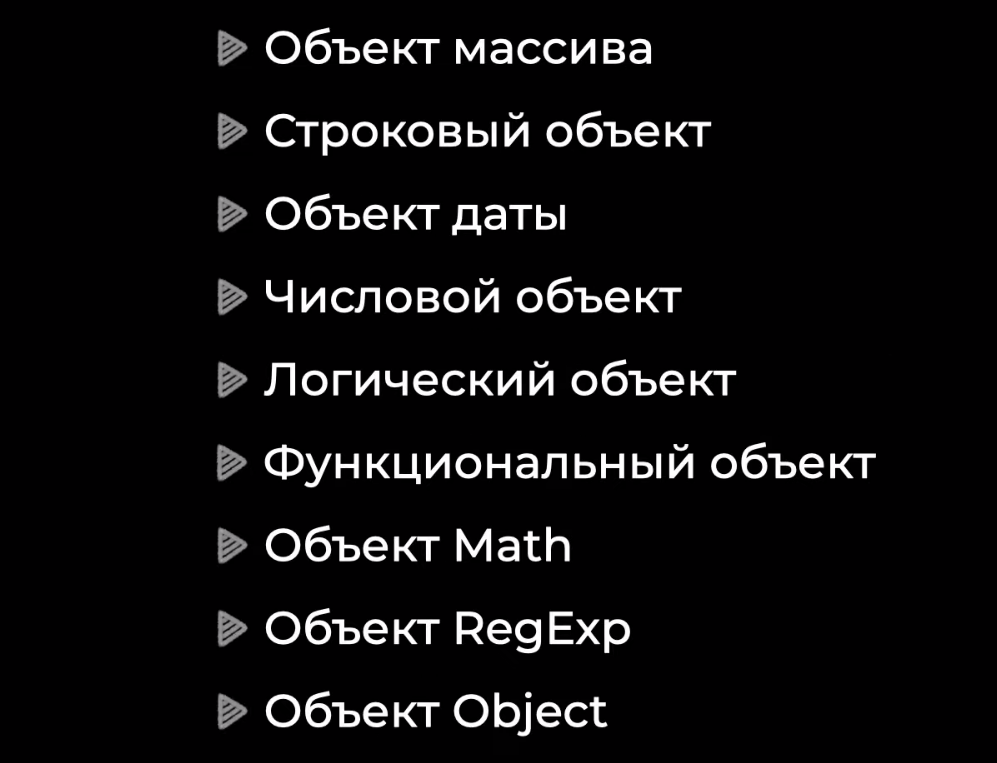 Объект массива
Строковый объект
Объект даты
Числовой объект
Логический объект
Функциональный объект
Объект Math
Объект RegExp
Объект Object